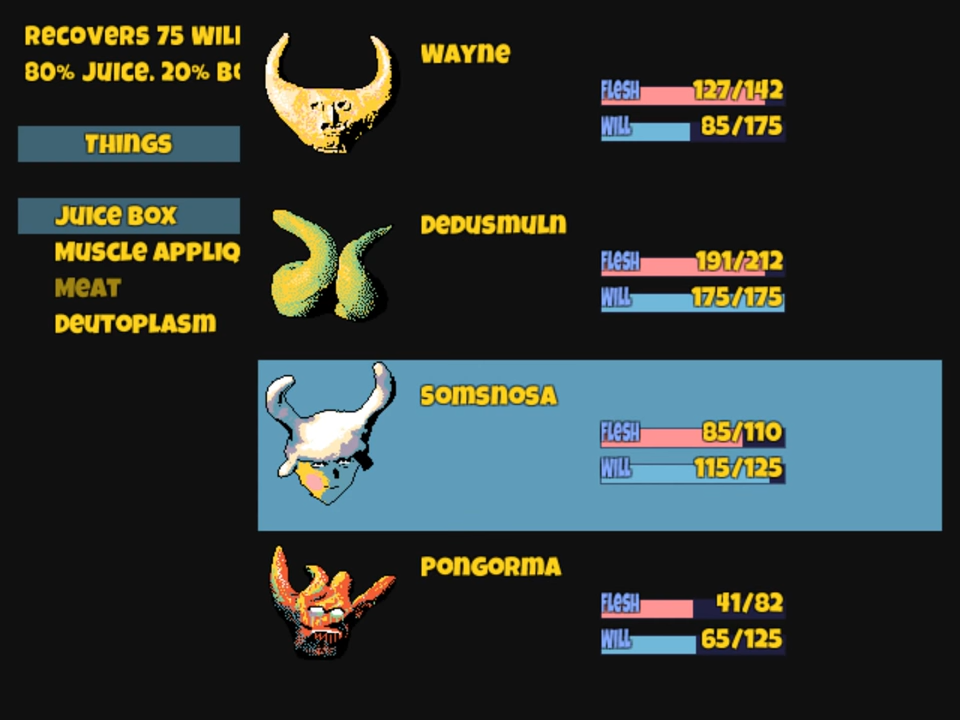 Recovers 75 Will
80% Juice. 20% Bo
Things
Juice Box
Muscle Appliq
Meat
Deutoplasm
Wayne
Flesh 127/142
Will 85/175
Dedusmuln
Flesh 191/212
Will 175/175
Somsnosa
Flesh 85/110
Will 115/125
Pongorma
Flesh 41/82
Will 65/125